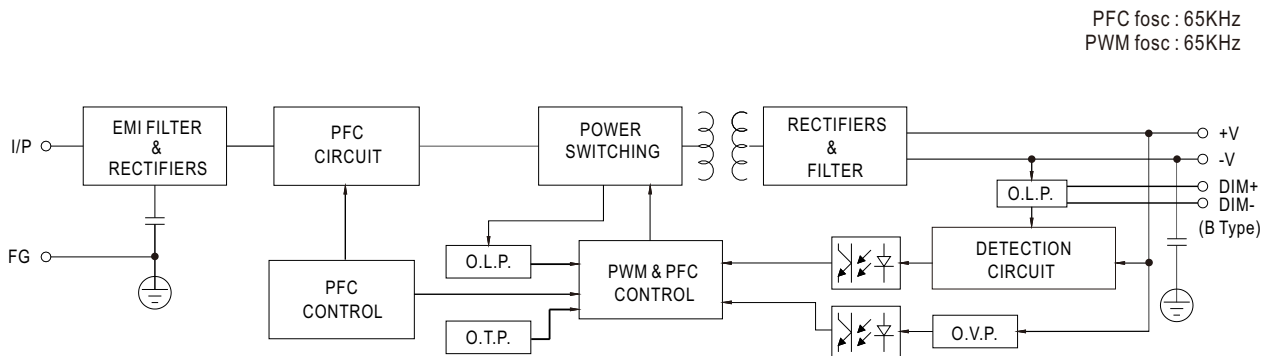 PFC fosc : 65KHz
PWM fosc : 65KHz
I/P
EMI FILTER
&
RECTIFIERS
PFC
CIRCUIT
POWER
SWITCHING
RECTIFIERS
&
FILTER
+V
-V
DIM+
DIM-
(B Type)
O.L.P.
FG
O.L.P.
PFC
CONTROL
PWM & PFC
CONTROL
DETECTION
CIRCUIT
O.T.P.
O.V.P.